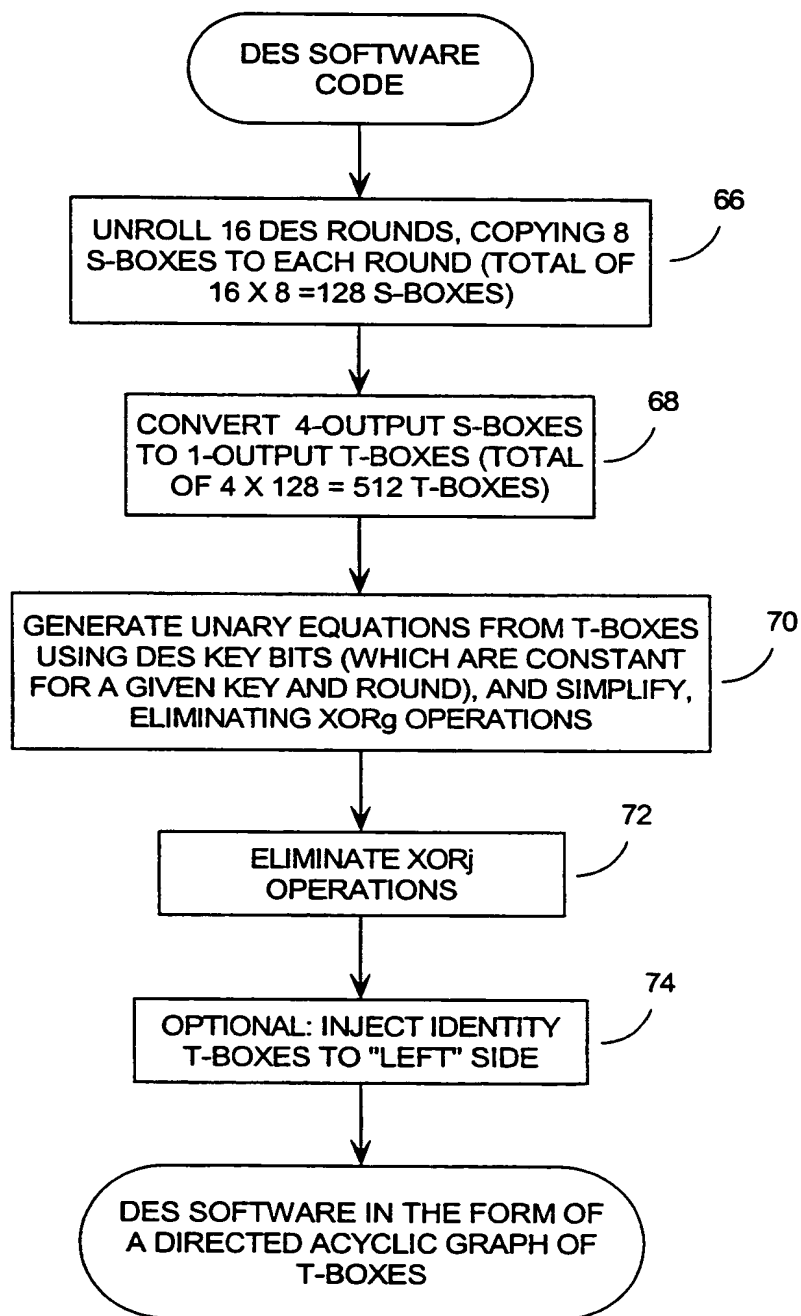 DES SOFTWARE
CODE
66
UNROLL 16 DES ROUNDS, COPYING 8
S-BOXES TO EACH ROUND (TOTAL OF
16 X 8 =128 S-BOXES)
68
CONVERT 4-OUTPUT S-BOXES
TO 1-OUTPUT T-BOXES (TOTAL
OF 4 X 128 = 512 T-BOXES)
70
GENERATE UNARY EQUATIONS FROM T-BOXES
USING DES KEY BITS (WHICH ARE CONSTANT
FOR A GIVEN KEY AND ROUND), AND SIMPLIFY,
ELIMINATING XORg OPERATIONS
72
ELIMINATE XORj
OPERATIONS
74
OPTIONAL: INJECT IDENTITY
T-BOXES TO "LEFT" SIDE
DES SOFTWARE IN THE FORM OF
A DIRECTED ACYCLIC GRAPH OF
T-BOXES